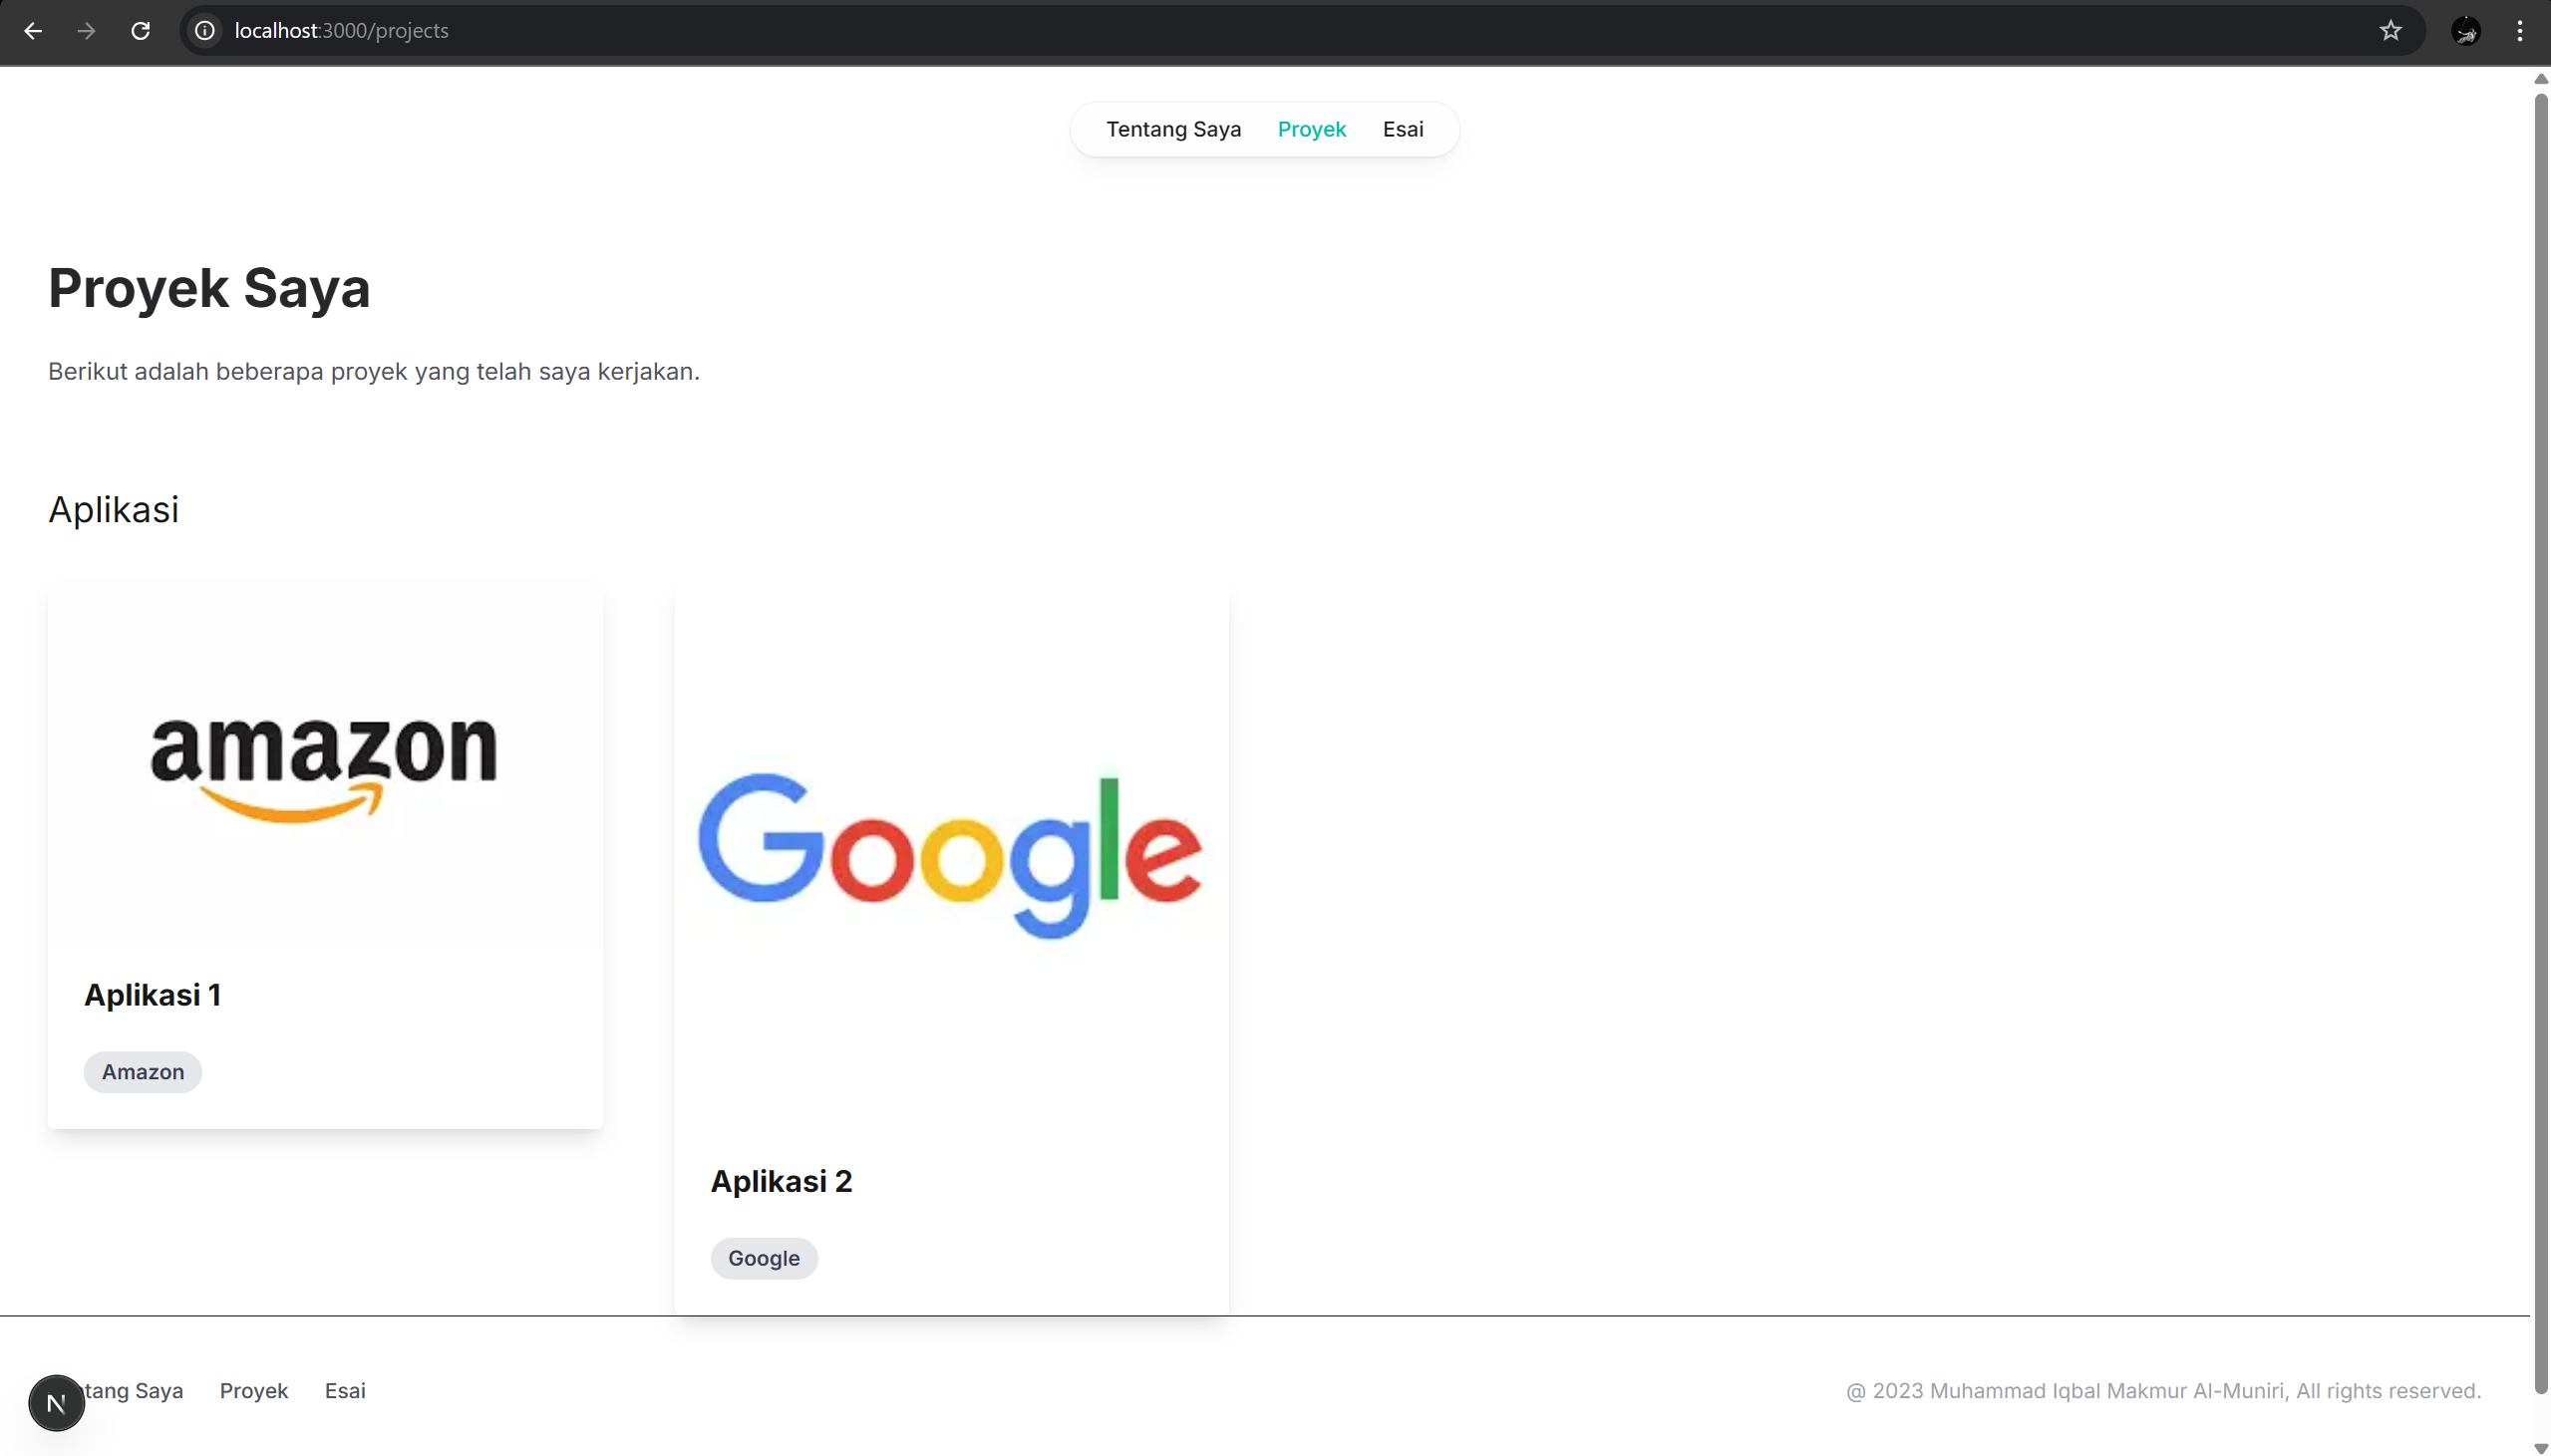 localhost:3000/projects
Tentang Saya Proyek Esai
Proyek Saya
Berikut adalah beberapa proyek yang telah saya kerjakan.
Aplikasi
amazon
Google
Aplikasi 1
Amazon
Aplikasi 2
Google
N
tang Saya Proyek Esai
@ 2023 Muhammad Iqbal Makmur Al-Muniri, All rights reserved.